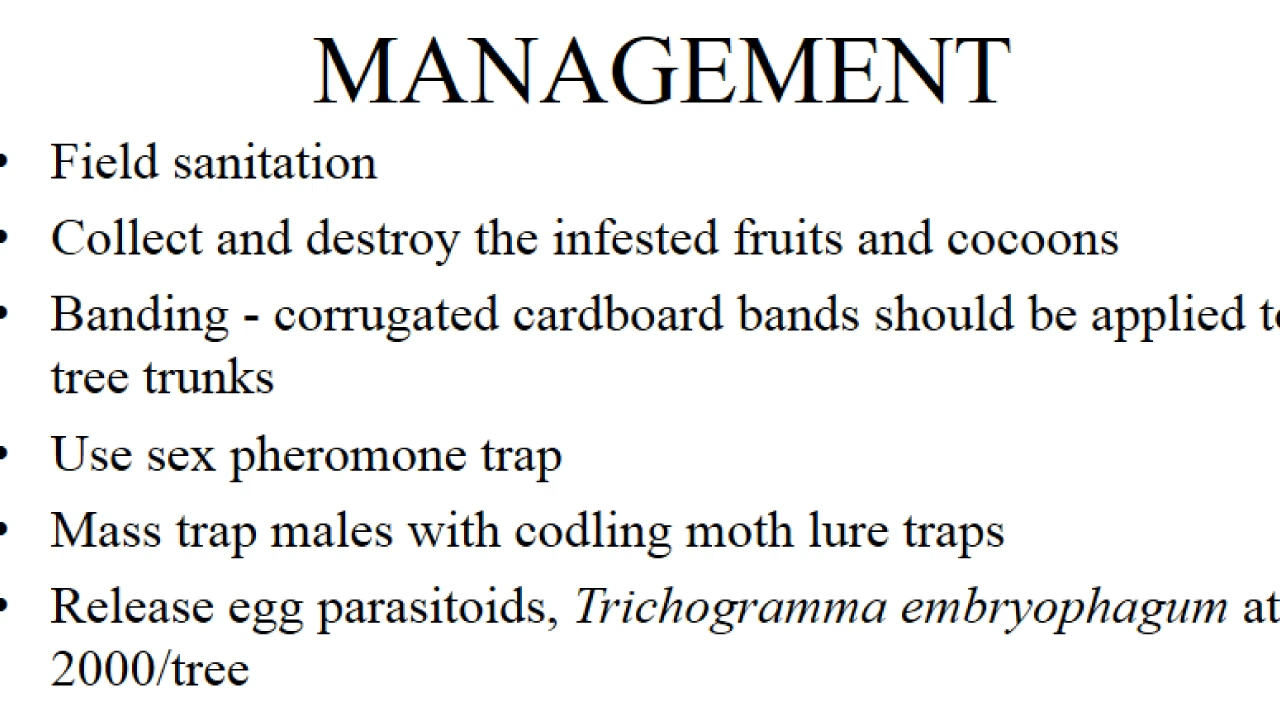 MANAGEMENT
• Field sanitation
• Collect and destroy the infested fruits and cocoons
• Banding - corrugated cardboard bands should be applied to
tree trunks
• Use sex pheromone trap
• Mass trap males with codling moth lure traps
• Release egg parasitoids, Trichogramma embryophagum at
2000/tree